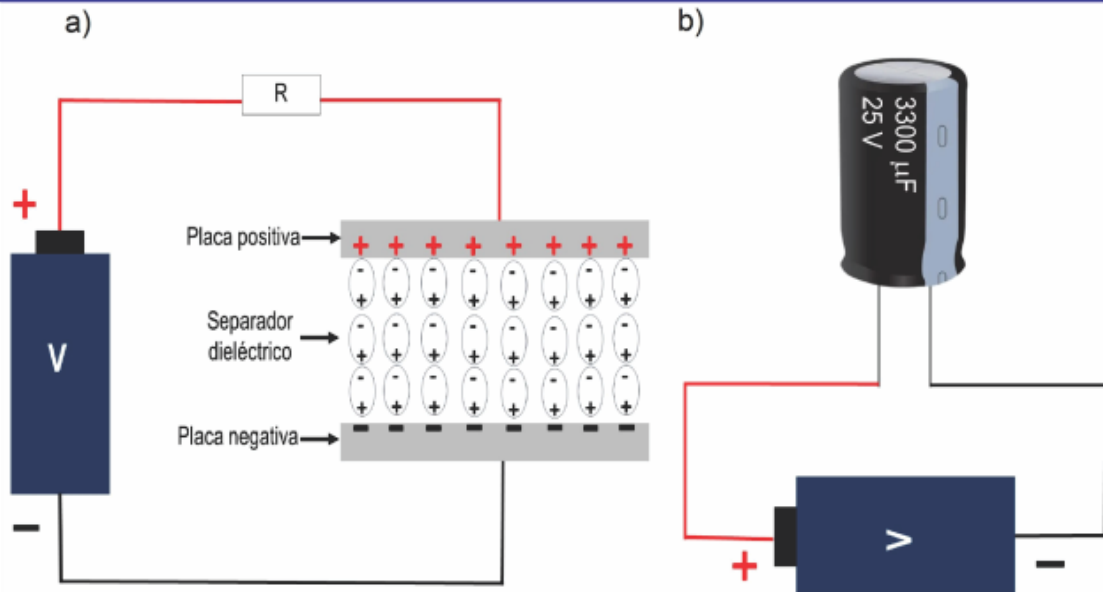 a)
R
+
Placa positiva
+ + + + + + + +
- - - - - - - -
+ + + + + + + +
Separador
dieléctrico
- - - - - - - -
+ + + + + + + +
- - - - - - - -
+ + + + + + + +
Placa negativa
- - - - - - - -
V
-
b)
3300 μF
25 V
V
+
-